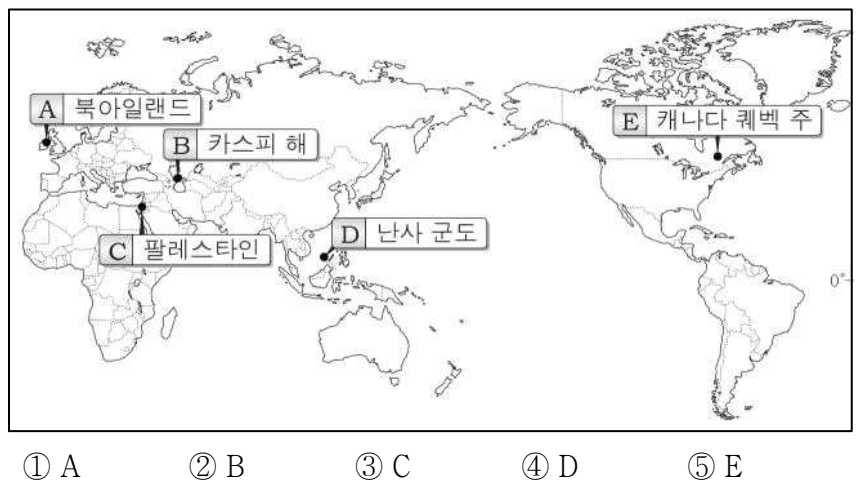 A 북아일랜드
B 카스피 해
E 캐나다 퀘벡 주
C 팔레스타인
D 난사 군도
0°
① A ② B ③ C ④ D ⑤ E